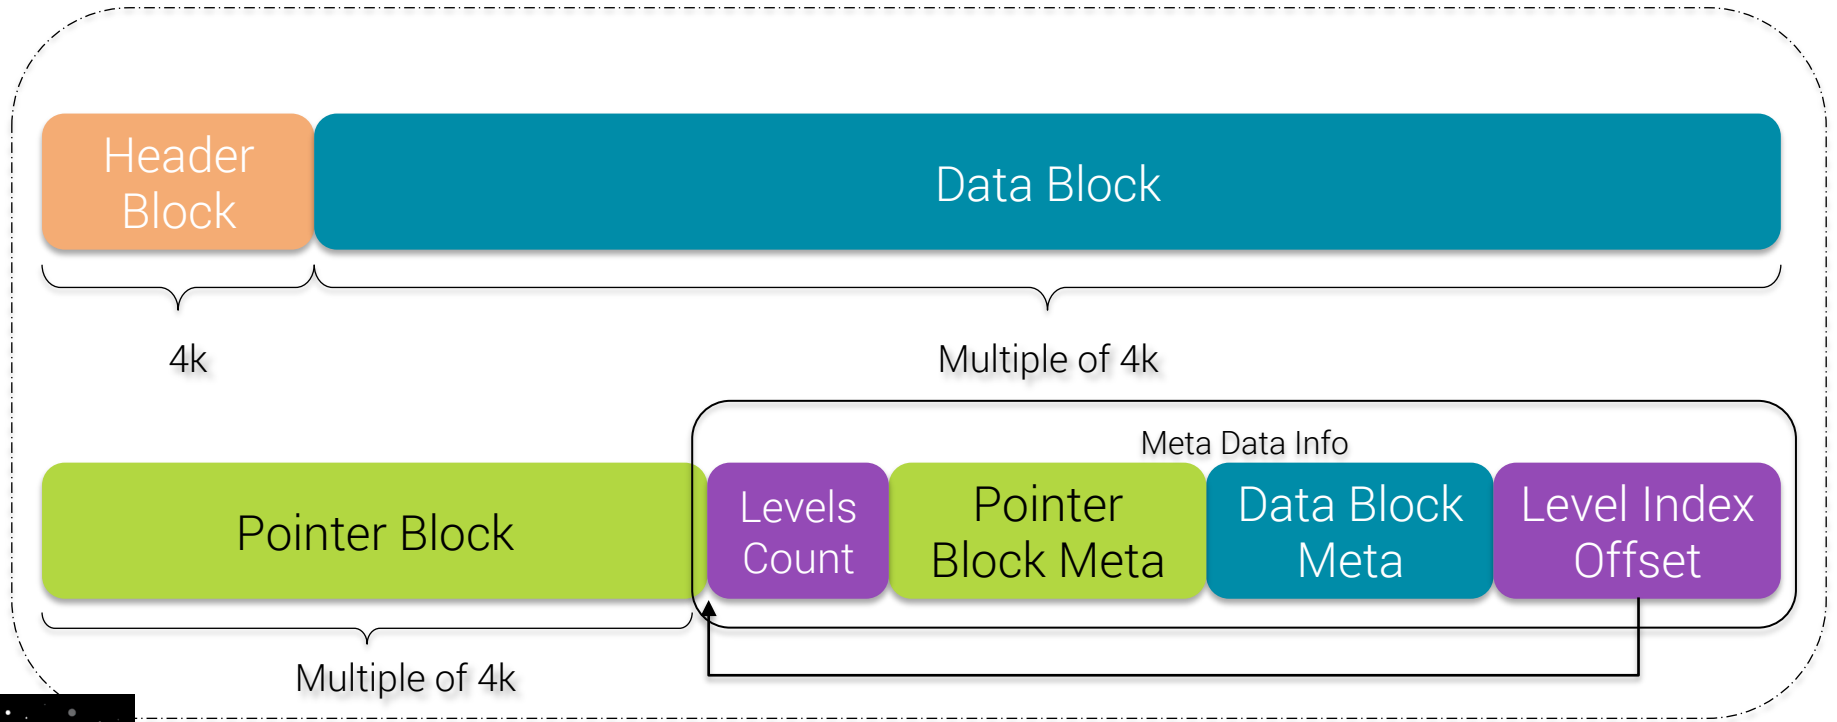 Header
Block
Data Block
4k
Multiple of 4k
Meta Data Info
Pointer Block
Levels
Count
Pointer
Block Meta
Data Block
Meta
Level Index
Offset
Multiple of 4k